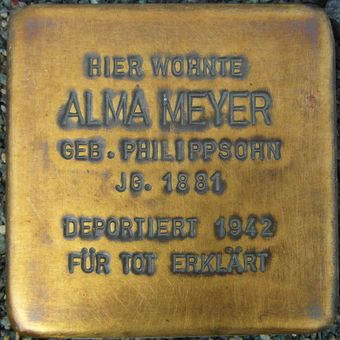 HIER WOHNTE
ALMA MEYER
GEB. PHILIPPSOHN
JG. 1881
DEPORTIERT 1942
FÜR TOT ERKLÄRT